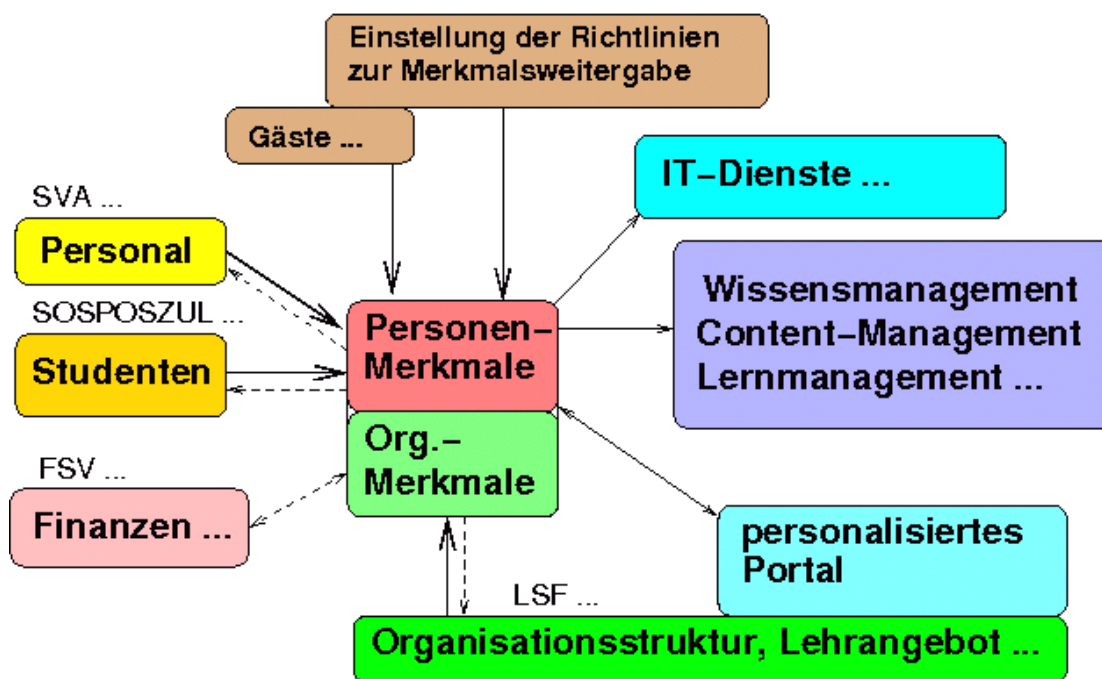 Einstellung der Richtlinien
zur Merkmalsweitergabe
Gäste ...
IT–Dienste ...
SVA ...
Personal
Wissensmanagement
Content–Management
Lernmanagement ...
SOSPOSZUL ...
Studenten
Personen–
Merkmale
Org.–
Merkmale
FSV ...
Finanzen ...
personalisiertes
Portal
LSF ...
Organisationsstruktur, Lehrangebot ...